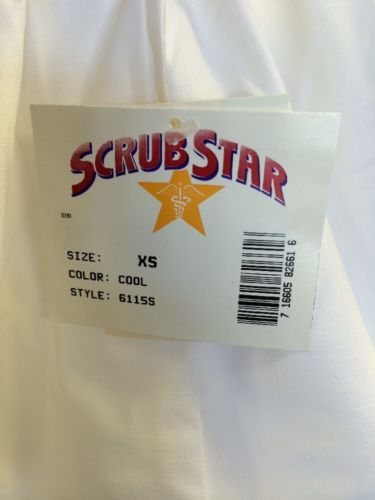 SCRUB STAR
SIZE: XS
COLOR: COOL
STYLE: 6115S
7 16605 82661 6